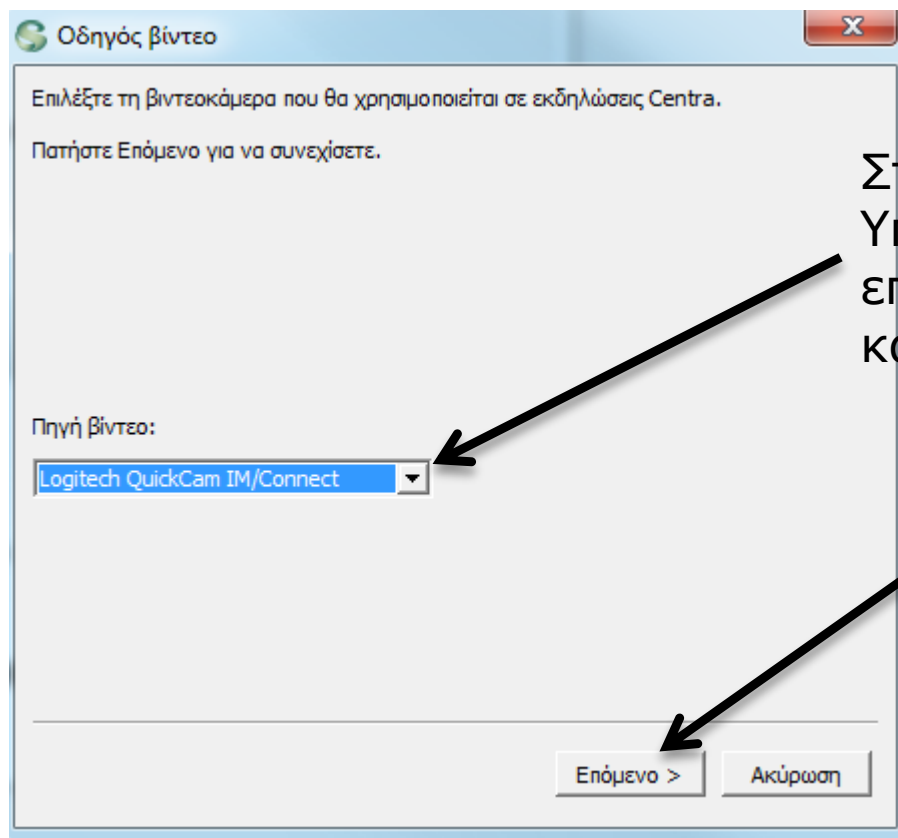 Οδηγός βίντεο
Επιλέξτε τη βιντεοκάμερα που θα χρησιμοποιείται σε εκδηλώσεις Centra.
Πατήστε Επόμενο για να συνεχίσετε.
Πηγή βίντεο:
Logitech QuickCam IM/Connect
Επόμενο >
Ακύρωση